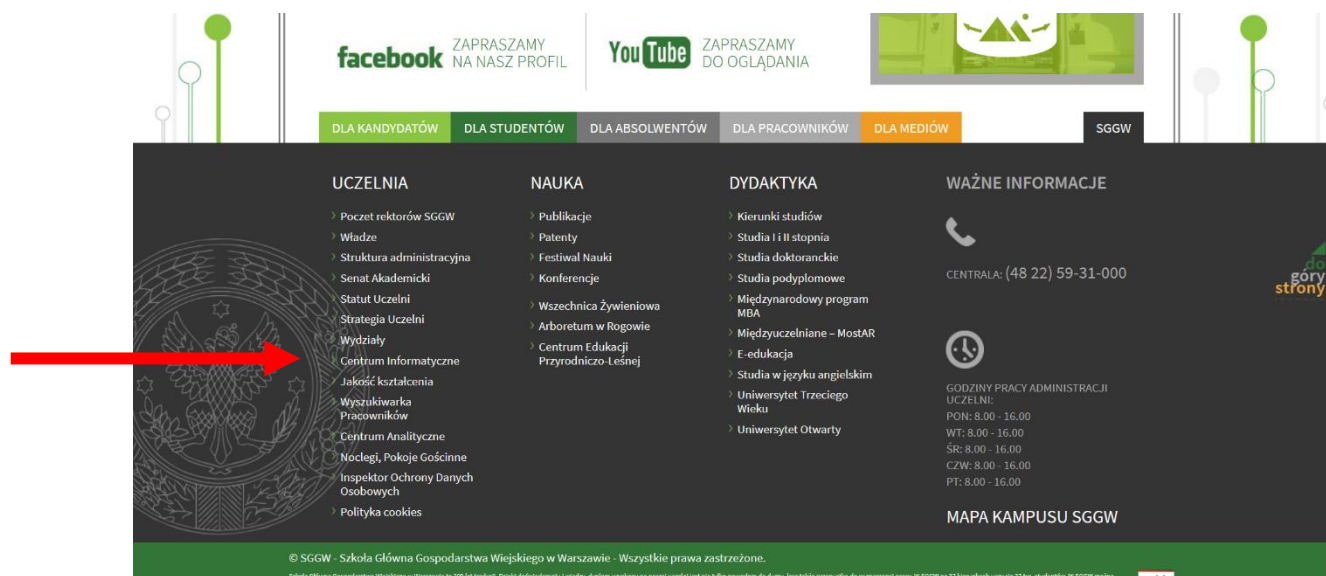 facebook ZAPRASZAMY
NA NASZ PROFIL
You Tube ZAPRASZAMY
DO OGLĄDANIA
DLA KANDYDATÓW DLA STUDENTÓW DLA ABSOLWENTÓW DLA PRACOWNIKÓW DLA MEDIÓW SGGW
UCZELNIA
Poczet rektorów SGGW
Władze
Struktura administracyjna
Senat Akademicki
Statut Uczelni
Strategia Uczelni
Wydziały
Centrum Informatyczne
Jakość kształcenia
Wyszukiwarka
Pracowników
Centrum Analityczne
Noclegi, Pokoje Gościnne
Inspektor Ochrony Danych
Osobowych
Polityka cookies
NAUKA
Publikacje
Patenty
Festiwal Nauki
Konferencje
Wszechnica Żywieniowa
Arboretum w Rogowie
Centrum Edukacji
Przyrodniczo-Leśnej
DYDAKTYKA
Kierunki studiów
Studia I i II stopnia
Studia doktoranckie
Studia podyplomowe
Międzynarodowy program
MBA
Międzyuczelniane – MostAR
E-edukacja
Studia w języku angielskim
Uniwersytet Trzeciego
Wieku
Uniwersytet Otwarty
WAŻNE INFORMACJE
CENTRALA: (48 22) 59-31-000
GODZINY PRACY ADMINISTRACJI
UCZELNI:
PON: 8.00 - 16.00
WT: 8.00 - 16.00
ŚR: 8.00 - 16.00
CZW: 8.00 - 16.00
PT: 8.00 - 16.00
MAPA KAMPUSU SGGW
do
góry
strony
© SGGW - Szkoła Główna Gospodarstwa Wiejskiego w Warszawie - Wszystkie prawa zastrzeżone.